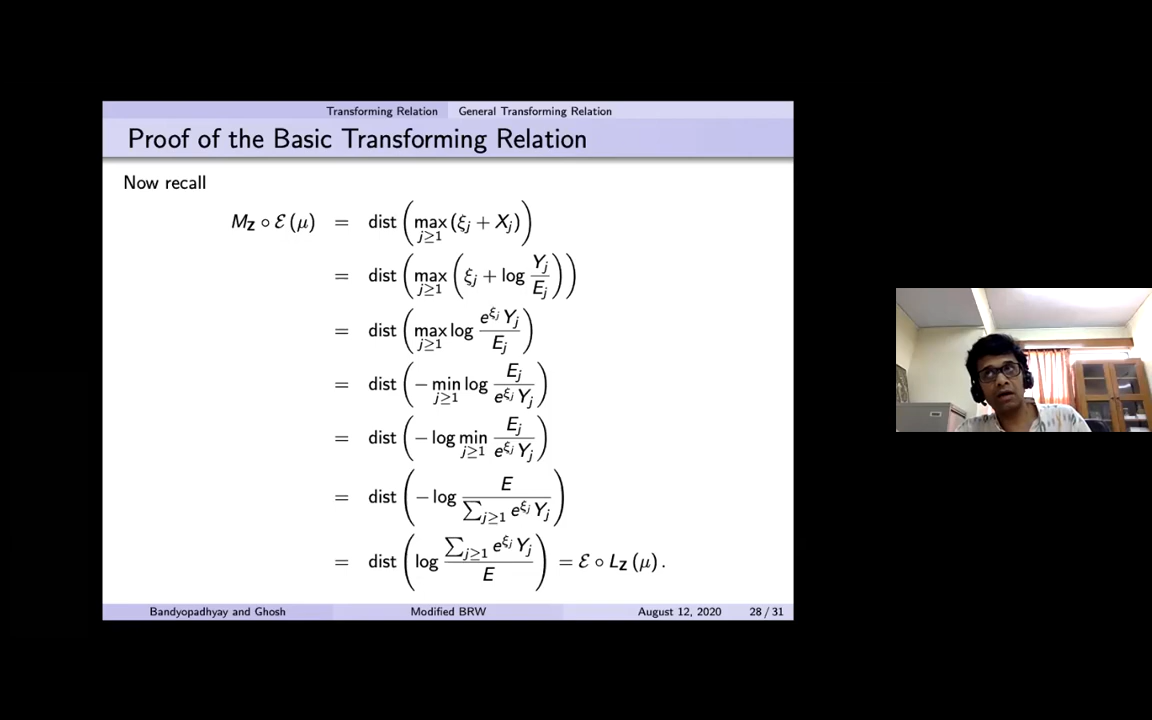 Transforming Relation General Transforming Relation
Proof of the Basic Transforming Relation
Now recall
M_Z ∘ ℰ(μ) = dist ( max_{j≥1} (ξ_j + X_j) )
= dist ( max_{j≥1} ( ξ_j + log Y_j / E_j ) )
= dist ( max_{j≥1} log e^{ξ_j} Y_j / E_j )
= dist ( − min_{j≥1} log E_j / e^{ξ_j} Y_j )
= dist ( − log min_{j≥1} E_j / e^{ξ_j} Y_j )
= dist ( − log E / ∑_{j≥1} e^{ξ_j} Y_j )
= dist ( log ∑_{j≥1} e^{ξ_j} Y_j / E ) = ℰ ∘ L_Z (μ) .
Bandyopadhyay and Ghosh Modified BRW August 12, 2020 28 / 31